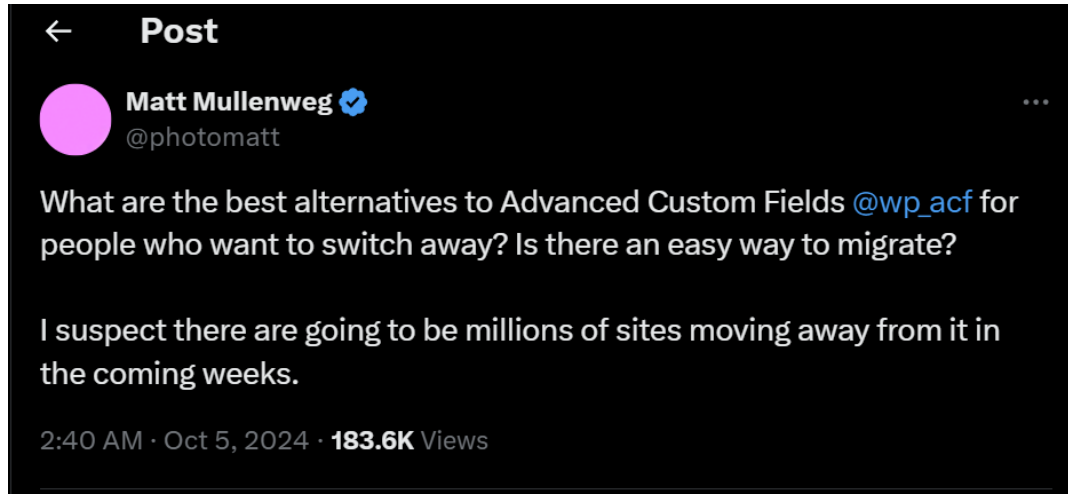 Post
Matt Mullenweg
@photomatt
What are the best alternatives to Advanced Custom Fields @wp_acf for
people who want to switch away? Is there an easy way to migrate?
I suspect there are going to be millions of sites moving away from it in
the coming weeks.
2:40 AM · Oct 5, 2024 · 183.6K Views